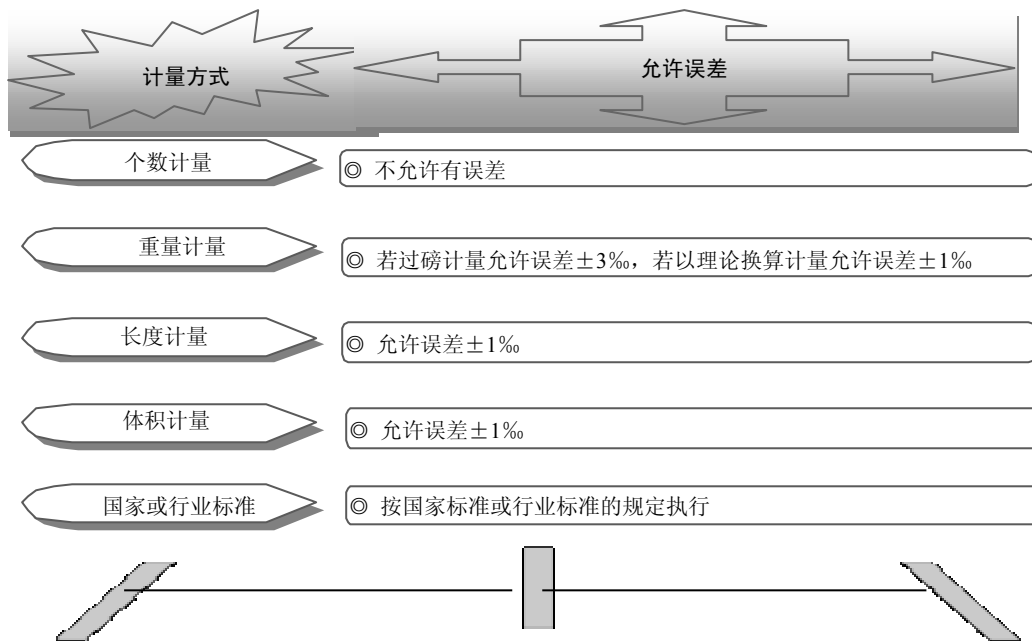 计量方式 允许误差
个数计量 ◎ 不允许有误差
重量计量 ◎ 若过磅计量允许误差±3‰，若以理论换算计量允许误差±1‰
长度计量 ◎ 允许误差±1‰
体积计量 ◎ 允许误差±1‰
国家或行业标准 ◎ 按国家标准或行业标准的规定执行